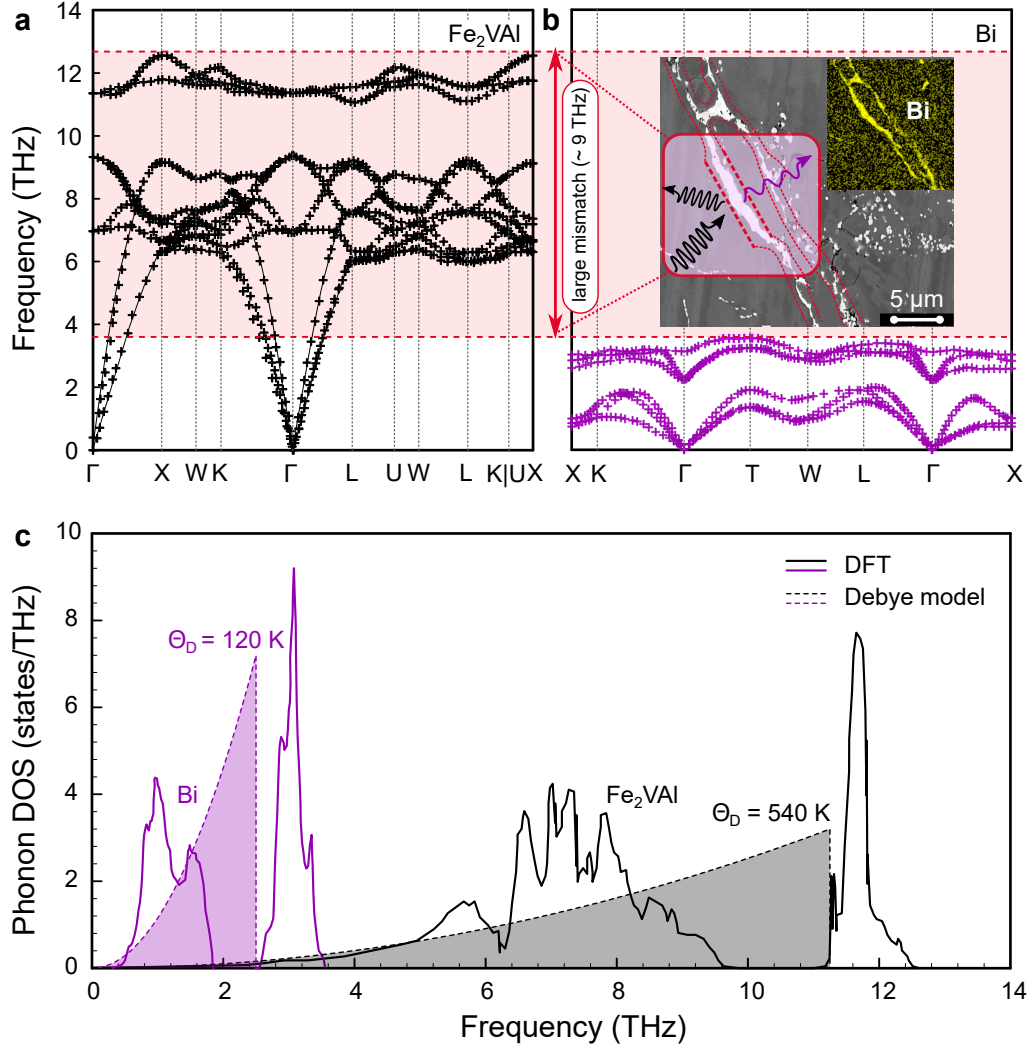 a
Fe₂VAl
b
Bi
14
12
10
8
6
4
2
0
Frequency (THz)
large mismatch (~ 9 THz)
Bi
5 µm
Γ X W K Γ L U W L K|U X
X K Γ T W L Γ X
c
10
8
6
4
2
0
Phonon DOS (states/THz)
DFT
Debye model
Θ_D = 120 K
Bi
Fe₂VAl
Θ_D = 540 K
0 2 4 6 8 10 12 14
Frequency (THz)